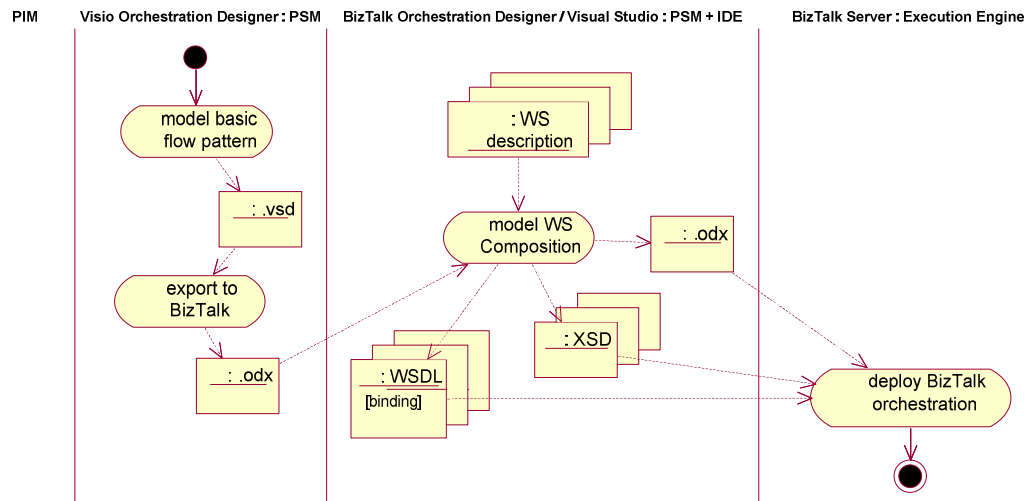 PIM
Visio Orchestration Designer : PSM
BizTalk Orchestration Designer / Visual Studio : PSM + IDE
BizTalk Server : Execution Engine
model basic
flow pattern
: .vsd
export to
BizTalk
: .odx
: WS
description
model WS
Composition
: .odx
: XSD
: WSDL
[binding]
deploy BizTalk
orchestration